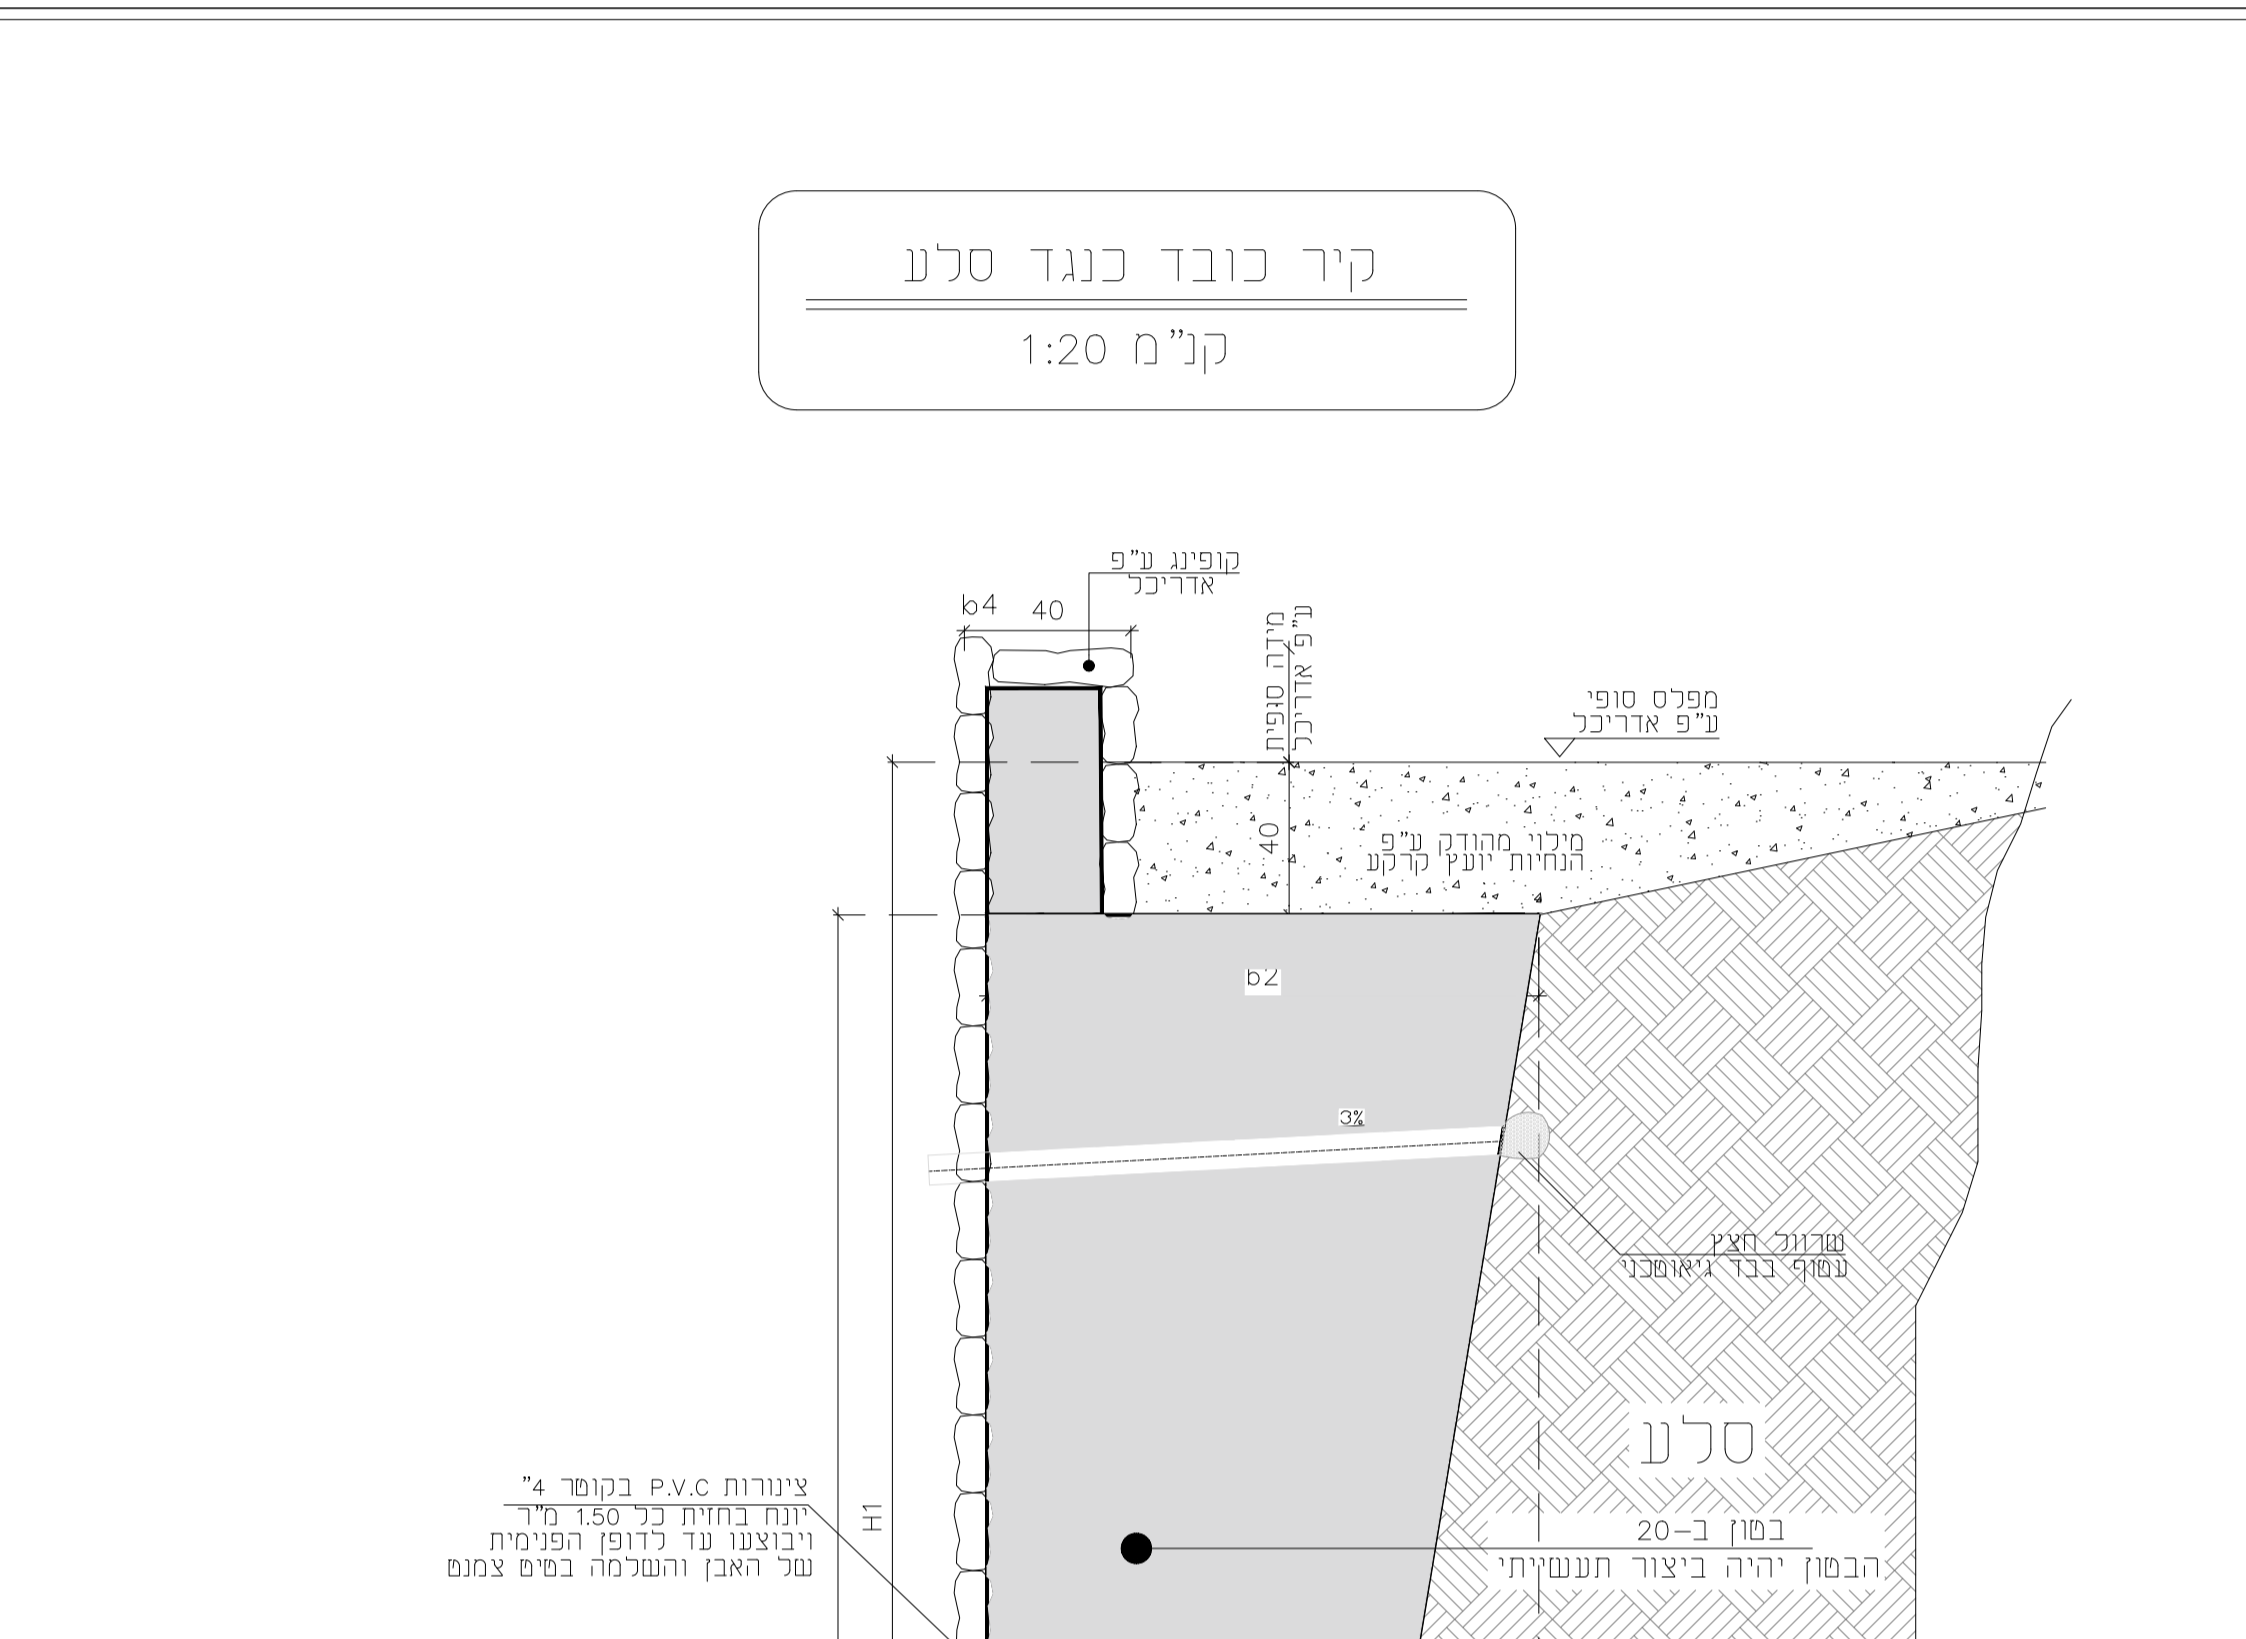 קיר כובד כנגד סלע
קנ"מ 1:20
קופינג ע"פ
אדריכל
b4
40
מידה סופית
ע"פ אדריכל
מפלס סופי
ע"פ אדריכל
40
מילוי מהודק ע"פ
הנחיות יועץ קרקע
b2
3%
שרוול חצץ
עטוף בבד גיאוטכני
סלע
צינורות P.V.C בקוטר 4"
יונח בחזית כל 1.50 מ"ר
ויבוצעו עד לדופן הפנימית
של האבן והשלמה בטיט צמנט
H1
בטון ב-20
הבטון יהיה ביצור תעשייתי